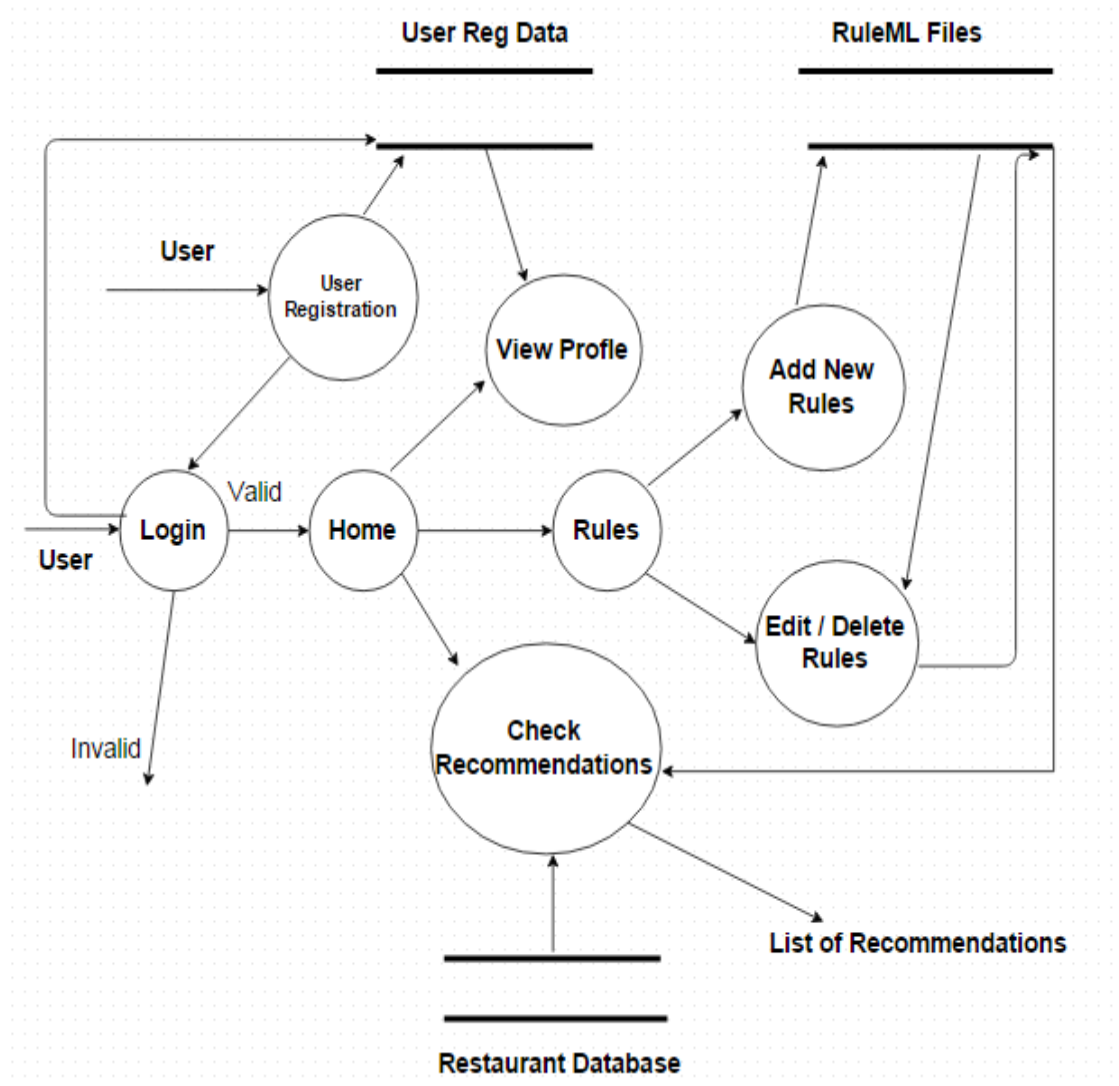 User Reg Data
RuleML Files
User
User
Registration
View Profle
Add New
Rules
Valid
Login
Home
Rules
User
Edit / Delete
Rules
Check
Recommendations
Invalid
List of Recommendations
Restaurant Database